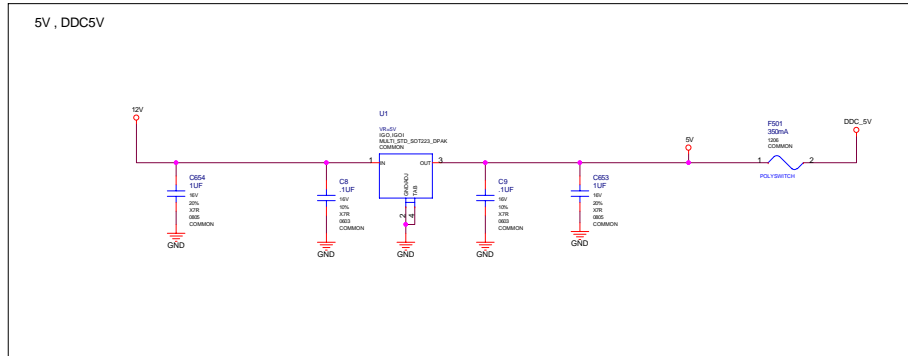 5V , DDC5V
12V
C654
1UF
16V
20%
X7R
0805
COMMON
GND
C8
.1UF
16V
10%
X7R
0603
COMMON
GND
U1
VR=5V
IGO,IGOI
MULTI_STD_SOT223_DPAK
COMMON
1
IN
OUT
3
GND/ADJ
TAB
2
4
GND
C9
.1UF
16V
10%
X7R
0603
COMMON
GND
C653
1UF
16V
20%
X7R
0805
COMMON
GND
5V
F501
350mA
1206
COMMON
1
2
POLYSWITCH
DDC_5V